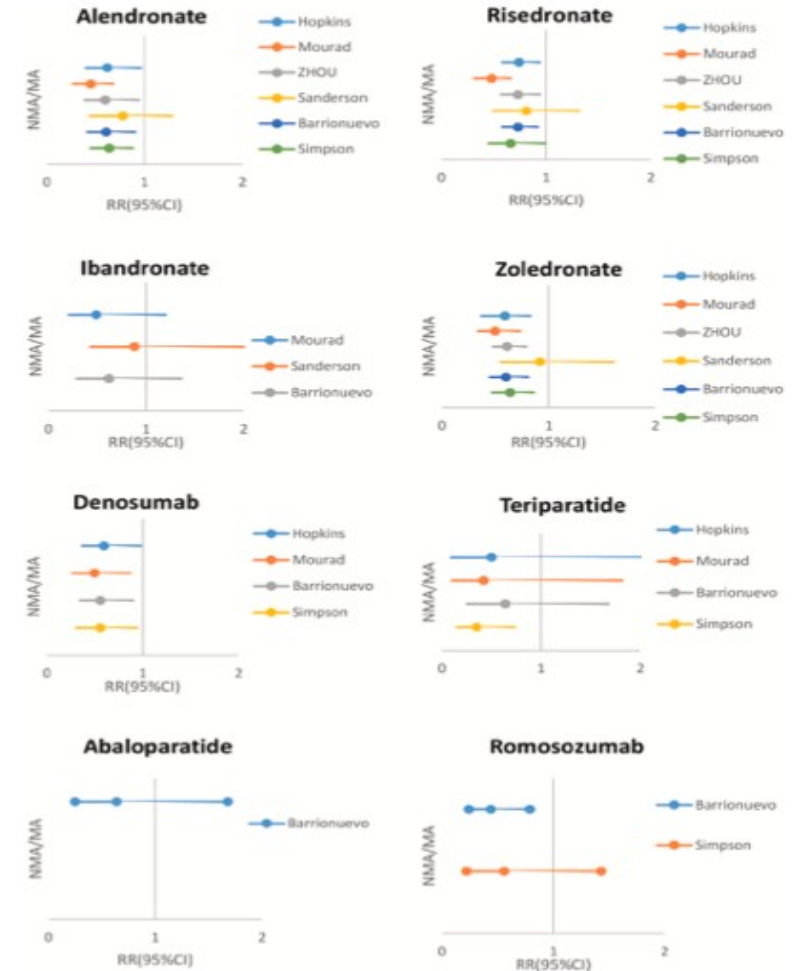 Alendronate
NMA/MA
0 1 2
RR(95%CI)
Hopkins
Mourad
ZHOU
Sanderson
Barrionuevo
Simpson
Risedronate
NMA/MA
0 1 2
RR(95%CI)
Hopkins
Mourad
ZHOU
Sanderson
Barrionuevo
Simpson
Ibandronate
NMA/MA
0 1 2
RR(95%CI)
Mourad
Sanderson
Barrionuevo
Zoledronate
NMA/MA
0 1 2
RR(95%CI)
Hopkins
Mourad
ZHOU
Sanderson
Barrionuevo
Simpson
Denosumab
NMA/MA
0 1 2
RR(95%CI)
Hopkins
Mourad
Barrionuevo
Simpson
Teriparatide
NMA/MA
0 1 2
RR(95%CI)
Hopkins
Mourad
Barrionuevo
Simpson
Abaloparatide
NMA/MA
0 1 2
RR(95%CI)
Barrionuevo
Romosozumab
NMA/MA
0 1 2
RR(95%CI)
Barrionuevo
Simpson